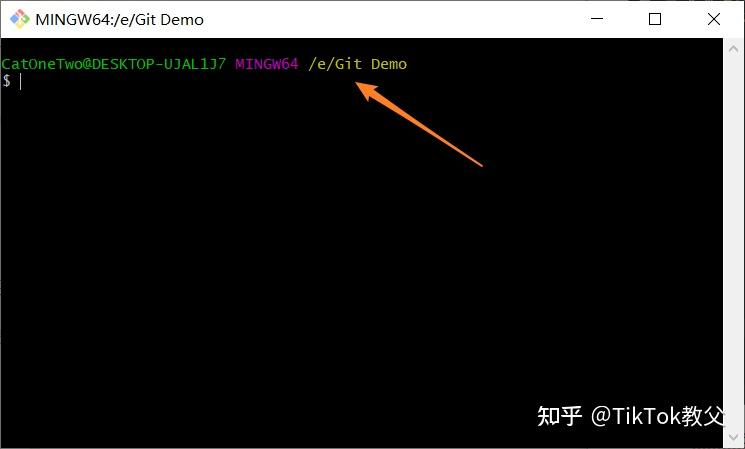 MINGW64:/e/Git Demo
CatOneTwo@DESKTOP-UJAL1J7 MINGW64 /e/Git Demo
$
知乎 @TikTok教父